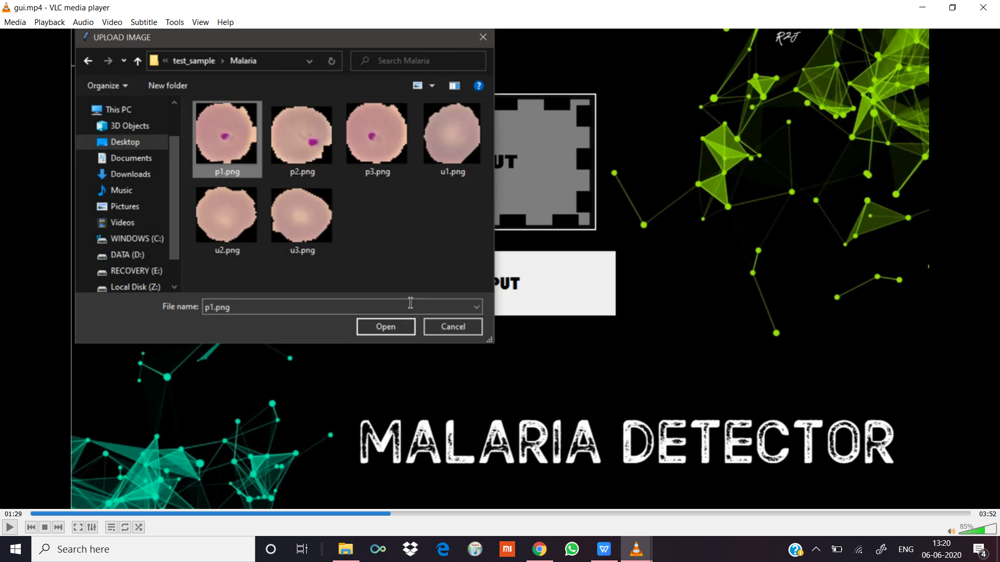 gui.mp4 - VLC media player
Media Playback Audio Video Subtitle Tools View Help
UPLOAD IMAGE
R2J
« test_sample › Malaria
Search Malaria
Organize
New folder
This PC
3D Objects
Desktop
Documents
Downloads
Music
Pictures
Videos
WINDOWS (C:)
DATA (D:)
RECOVERY (E:)
Local Disk (Z:)
p1.png
p2.png
p3.png
u1.png
u2.png
u3.png
UT
PUT
File name: p1.png
Open
Cancel
MALARIA DETECTOR
01:29
03:52
85%
Search here
mi
W
ENG
13:20
06-06-2020
4